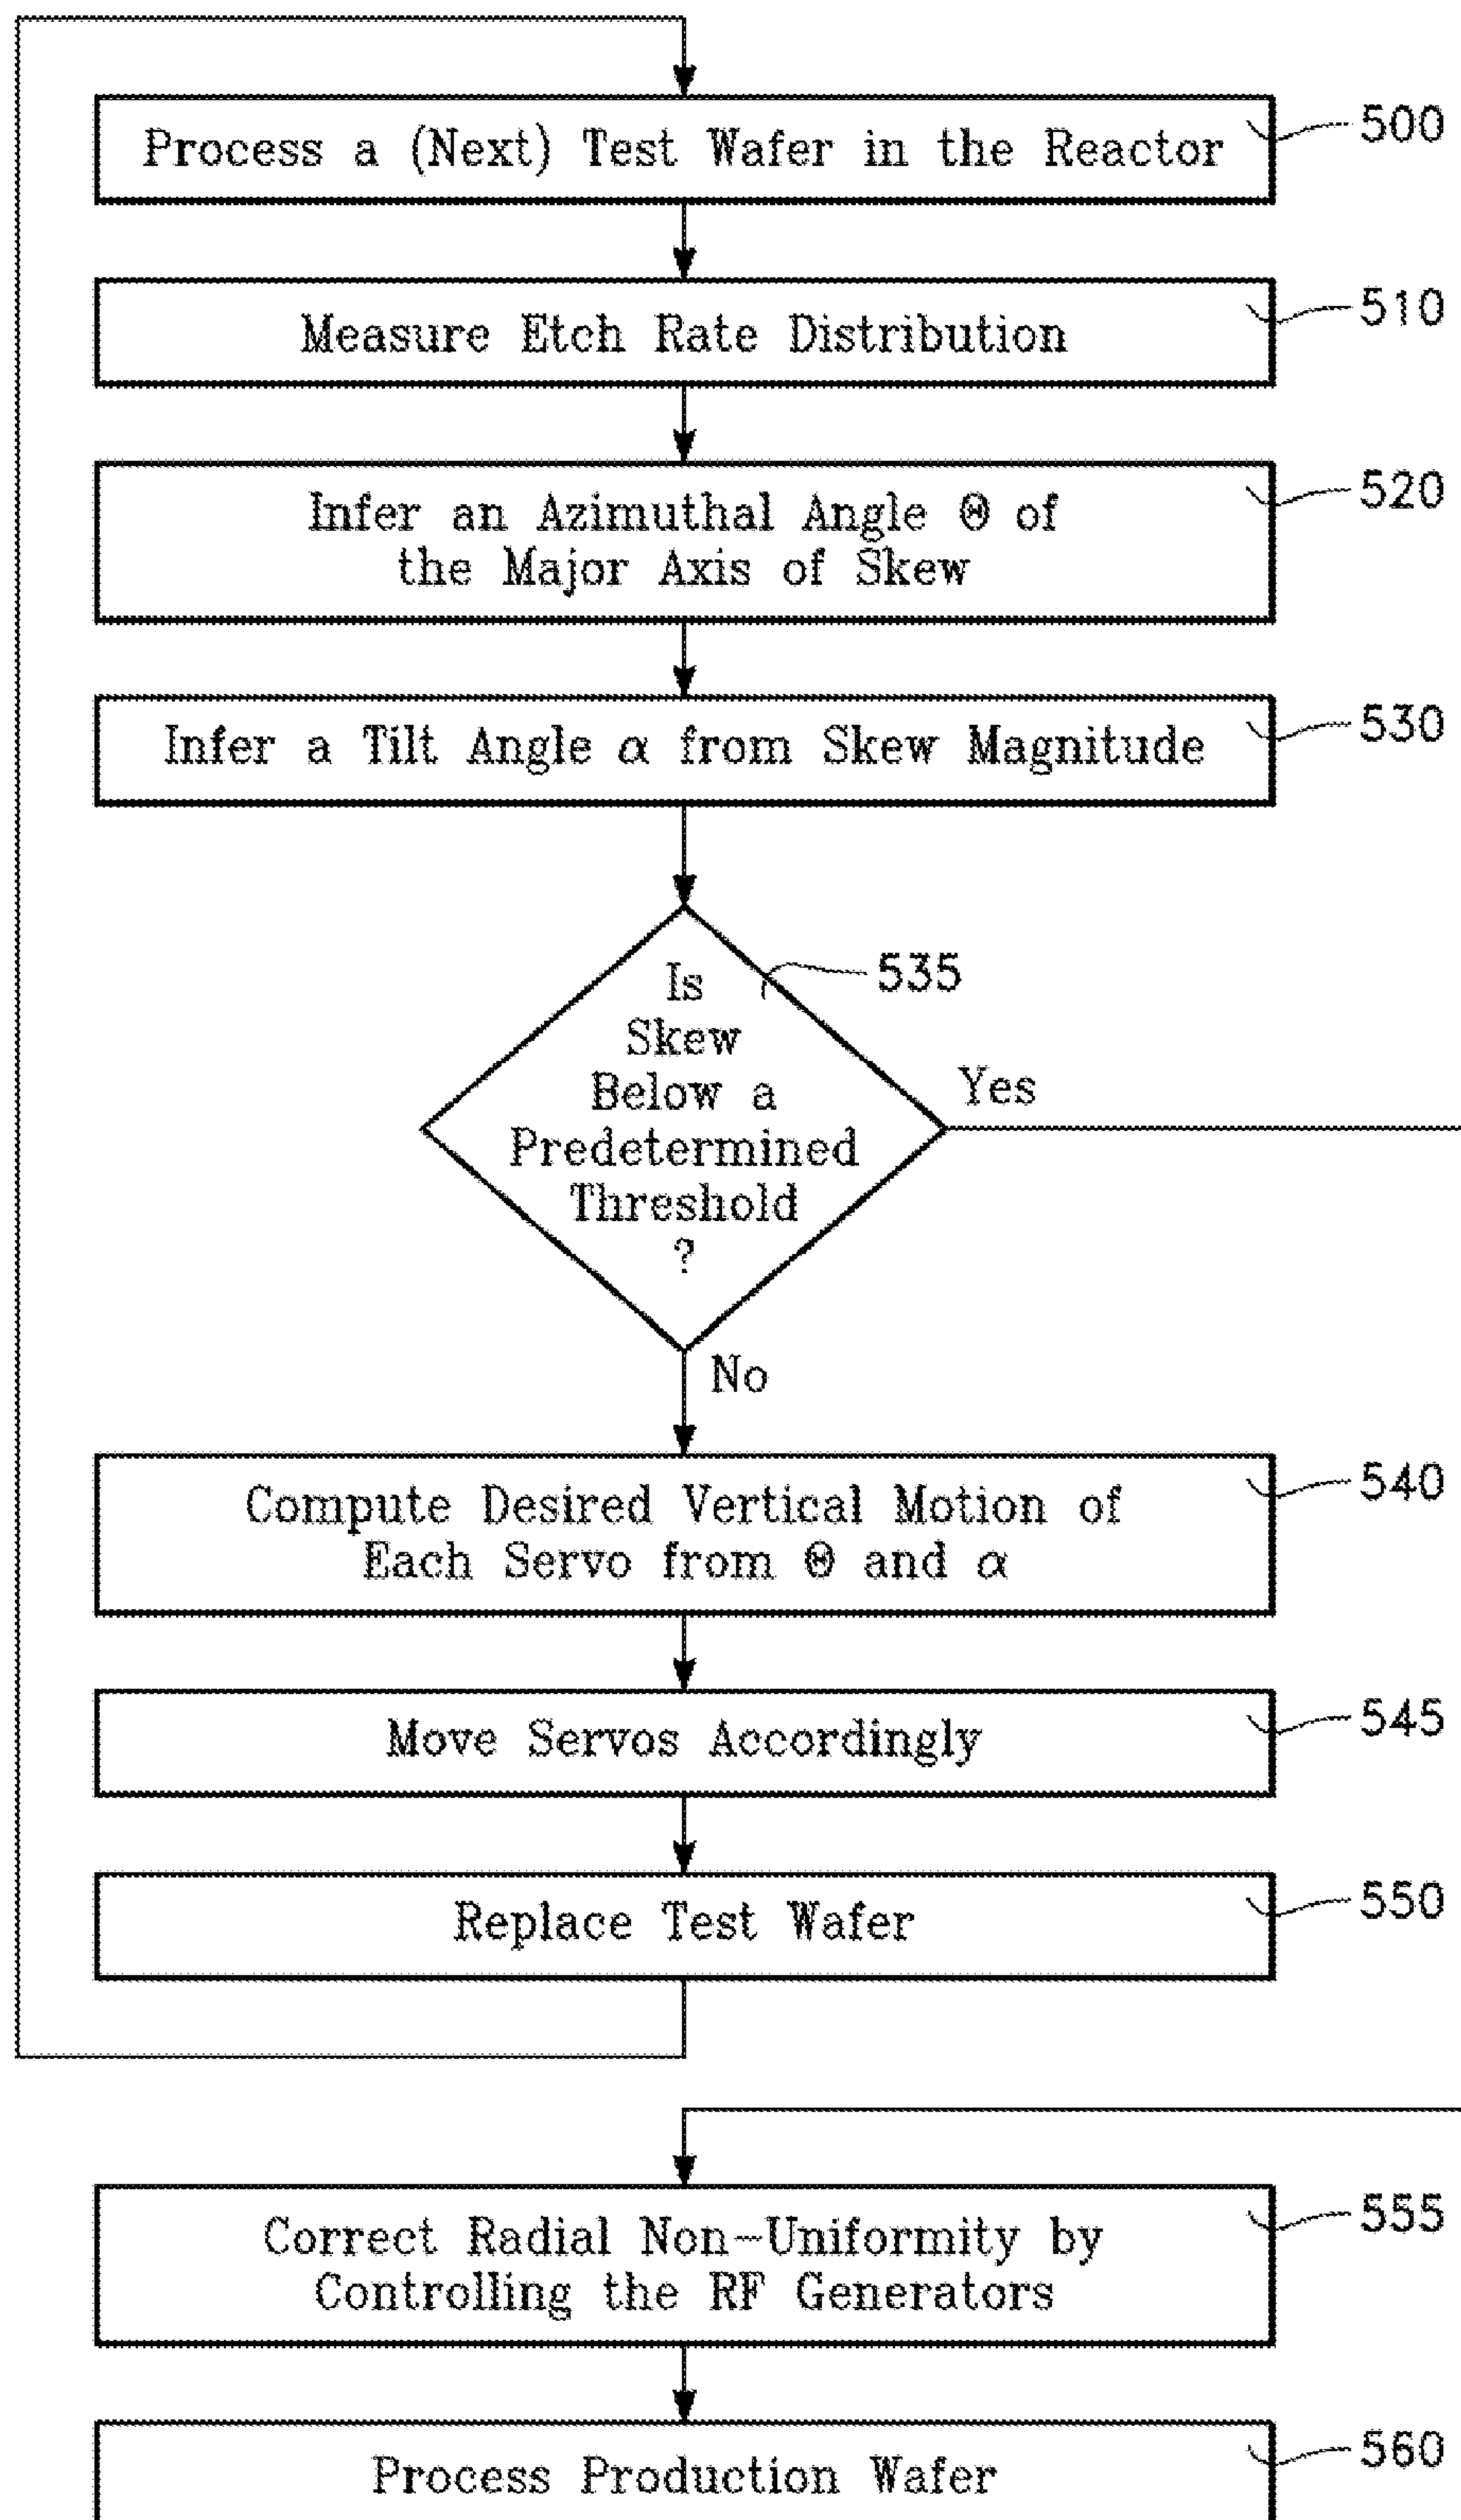 Process a (Next) Test Wafer in the Reactor
500
Measure Etch Rate Distribution
510
Infer an Azimuthal Angle Θ of
the Major Axis of Skew
520
Infer a Tilt Angle α from Skew Magnitude
530
Is
Skew
Below a
Predetermined
Threshold
?
535
Yes
No
Compute Desired Vertical Motion of
Each Servo from Θ and α
540
Move Servos Accordingly
545
Replace Test Wafer
550
Correct Radial Non-Uniformity by
Controlling the RF Generators
555
Process Production Wafer
560